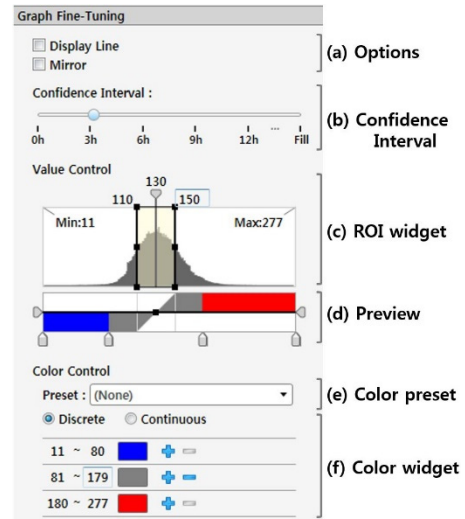 Graph Fine-Tuning
Display Line
Mirror
(a) Options
Confidence Interval :
0h 3h 6h 9h 12h ... Fill
(b) Confidence
Interval
Value Control
130
110 150
Min:11 Max:277
(c) ROI widget
(d) Preview
Color Control
Preset : (None)
(e) Color preset
Discrete Continuous
11 ~ 80
81 ~ 179
180 ~ 277
(f) Color widget